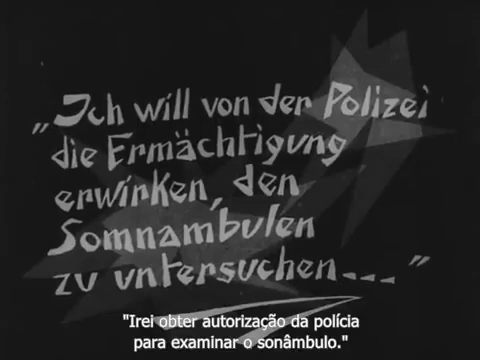 „Ich will von der Polizei
die Ermächtigung
erwirken, den
Somnambulen
zu untersuchen...."
"Irei obter autorização da polícia
para examinar o sonâmbulo."